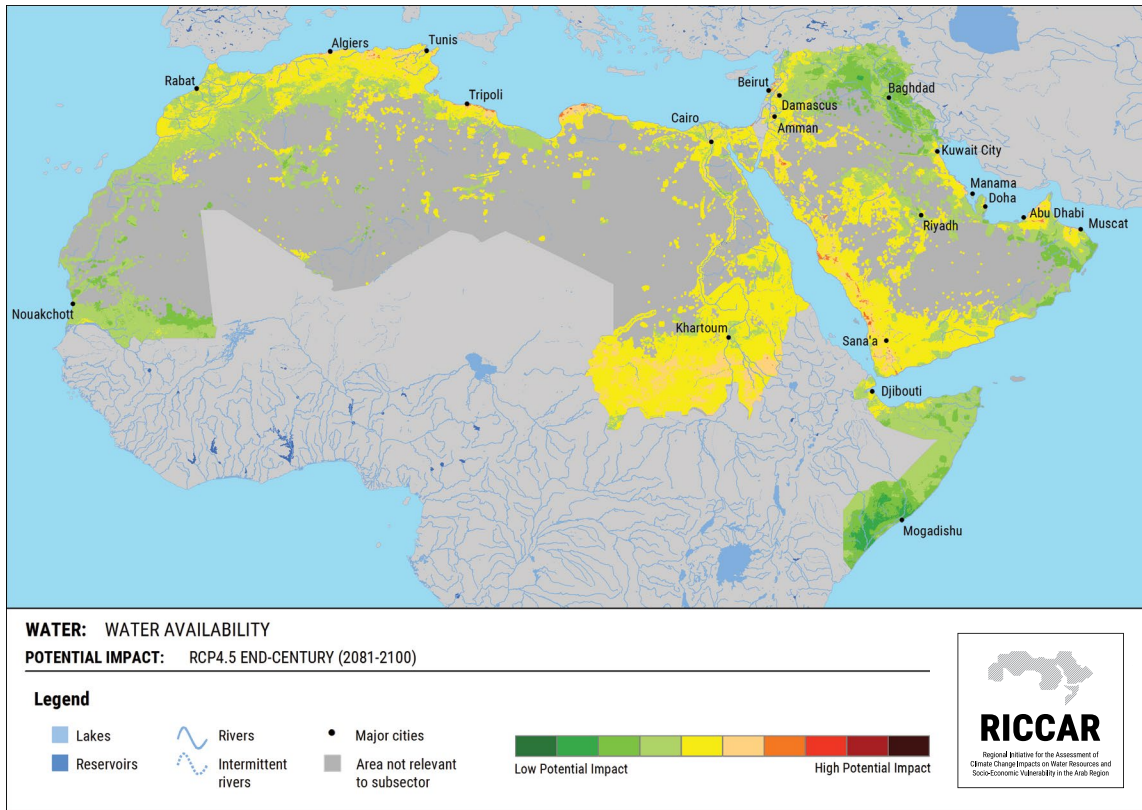 Algiers
Tunis
Rabat
Tripoli
Beirut
Baghdad
Damascus
Cairo
Amman
Kuwait City
Manama
Doha
Abu Dhabi
Riyadh
Muscat
Nouakchott
Khartoum
Sana'a
Djibouti
Mogadishu
WATER: WATER AVAILABILITY
POTENTIAL IMPACT: RCP4.5 END-CENTURY (2081-2100)
Legend
Lakes
Rivers
Major cities
Reservoirs
Intermittent
rivers
Area not relevant
to subsector
Low Potential Impact
High Potential Impact
RICCAR
Regional Initiative for the Assessment of
Climate Change Impacts on Water Resources and
Socio-Economic Vulnerability in the Arab Region